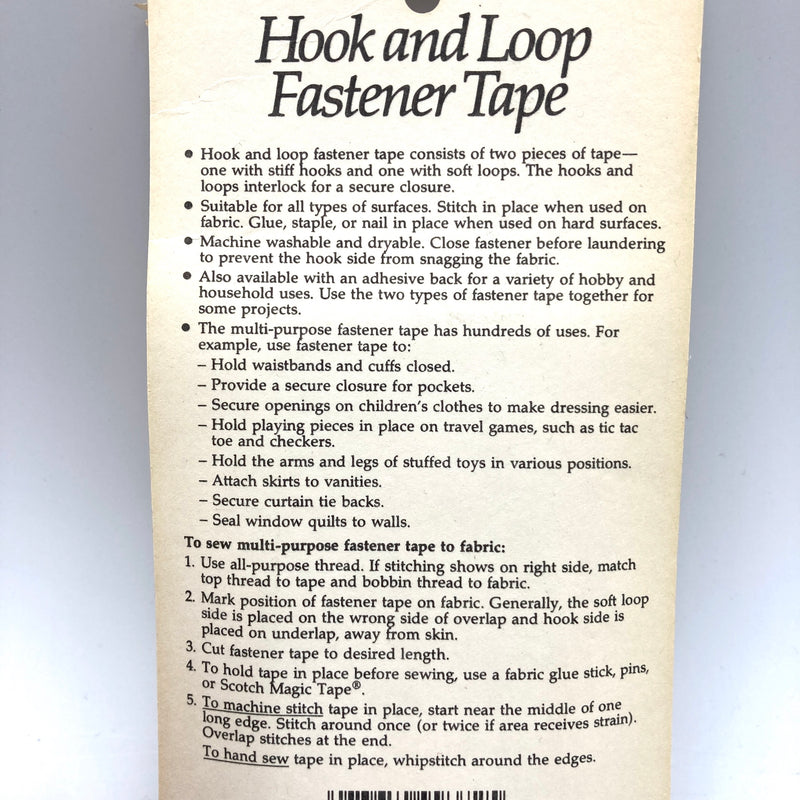 Hook and Loop
Fastener Tape
• Hook and loop fastener tape consists of two pieces of tape—
one with stiff hooks and one with soft loops. The hooks and
loops interlock for a secure closure.
• Suitable for all types of surfaces. Stitch in place when used on
fabric. Glue, staple, or nail in place when used on hard surfaces.
• Machine washable and dryable. Close fastener before laundering
to prevent the hook side from snagging the fabric.
• Also available with an adhesive back for a variety of hobby and
household uses. Use the two types of fastener tape together for
some projects.
• The multi-purpose fastener tape has hundreds of uses. For
example, use fastener tape to:
– Hold waistbands and cuffs closed.
– Provide a secure closure for pockets.
– Secure openings on children's clothes to make dressing easier.
– Hold playing pieces in place on travel games, such as tic tac
toe and checkers.
– Hold the arms and legs of stuffed toys in various positions.
– Attach skirts to vanities.
– Secure curtain tie backs.
– Seal window quilts to walls.
To sew multi-purpose fastener tape to fabric:
1. Use all-purpose thread. If stitching shows on right side, match
top thread to tape and bobbin thread to fabric.
2. Mark position of fastener tape on fabric. Generally, the soft loop
side is placed on the wrong side of overlap and hook side is
placed on underlap, away from skin.
3. Cut fastener tape to desired length.
4. To hold tape in place before sewing, use a fabric glue stick, pins,
or Scotch Magic Tape®.
5. To machine stitch tape in place, start near the middle of one
long edge. Stitch around once (or twice if area receives strain).
Overlap stitches at the end.
To hand sew tape in place, whipstitch around the edges.